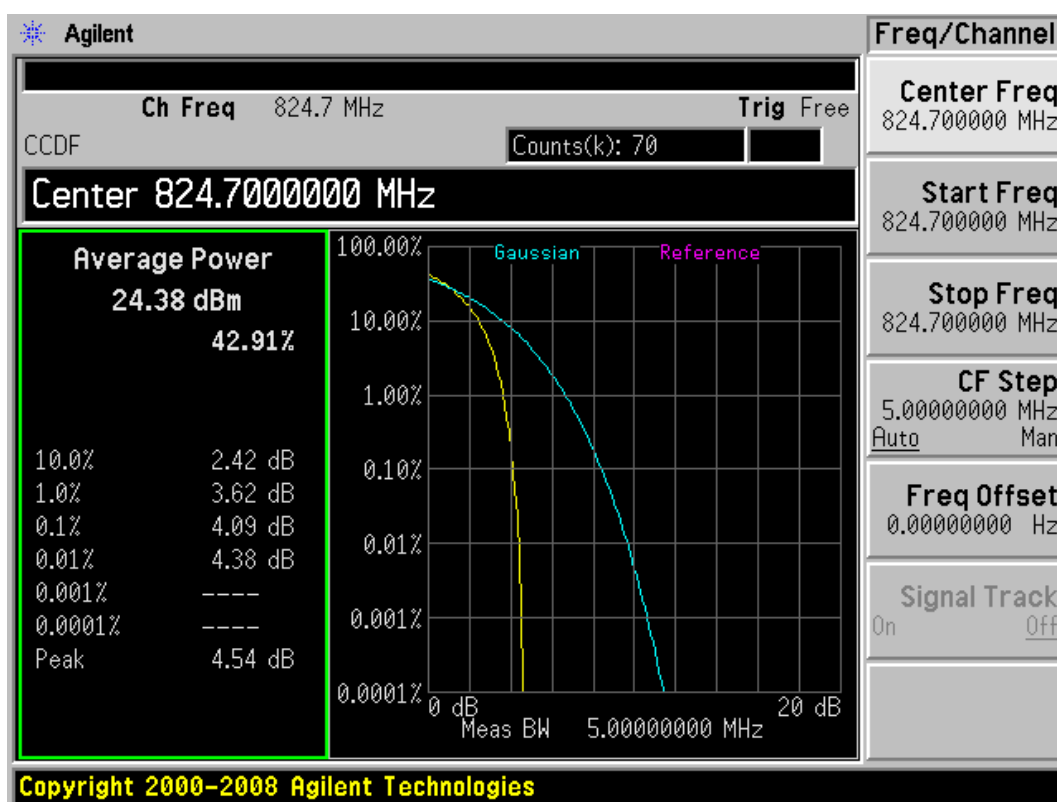 Agilent
Freq/Channel
Ch Freq 824.7 MHz Trig Free
CCDF Counts(k): 70
Center 824.7000000 MHz
Average Power
24.38 dBm
42.91%
10.0% 2.42 dB
1.0% 3.62 dB
0.1% 4.09 dB
0.01% 4.38 dB
0.001% ----
0.0001% ----
Peak 4.54 dB
Gaussian Reference
100.00%
10.00%
1.00%
0.10%
0.01%
0.001%
0.0001%
0 dB 20 dB
Meas BW 5.00000000 MHz
Center Freq
824.700000 MHz
Start Freq
824.700000 MHz
Stop Freq
824.700000 MHz
CF Step
5.00000000 MHz
Auto Man
Freq Offset
0.00000000 Hz
Signal Track
On Off
Copyright 2000-2008 Agilent Technologies